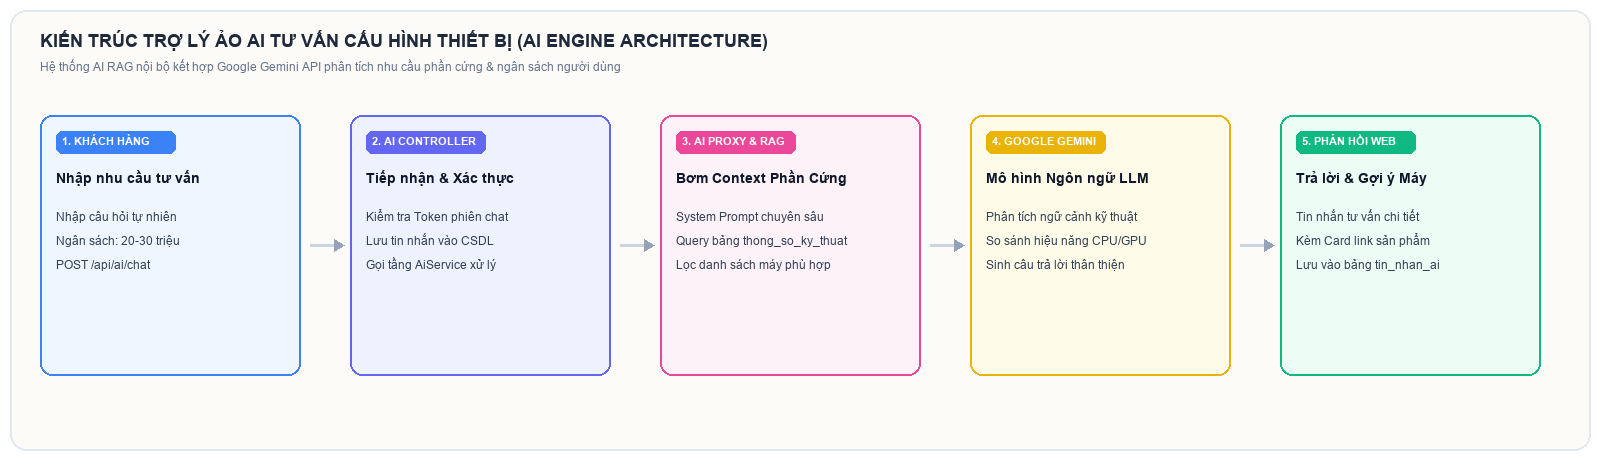 KIẾN TRÚC TRỢ LÝ ẢO AI TƯ VẤN CẤU HÌNH THIẾT BỊ (AI ENGINE ARCHITECTURE)
Hệ thống AI RAG nội bộ kết hợp Google Gemini API phân tích nhu cầu phần cứng & ngân sách người dùng
1. KHÁCH HÀNG
Nhập nhu cầu tư vấn
Nhập câu hỏi tự nhiên
Ngân sách: 20-30 triệu
POST /api/ai/chat
2. AI CONTROLLER
Tiếp nhận & Xác thực
Kiểm tra Token phiên chat
Lưu tin nhắn vào CSDL
Gọi tầng AiService xử lý
3. AI PROXY & RAG
Bơm Context Phần Cứng
System Prompt chuyên sâu
Query bảng thong_so_ky_thuat
Lọc danh sách máy phù hợp
4. GOOGLE GEMINI
Mô hình Ngôn ngữ LLM
Phân tích ngữ cảnh kỹ thuật
So sánh hiệu năng CPU/GPU
Sinh câu trả lời thân thiện
5. PHẢN HỒI WEB
Trả lời & Gợi ý Máy
Tin nhắn tư vấn chi tiết
Kèm Card link sản phẩm
Lưu vào bảng tin_nhan_ai